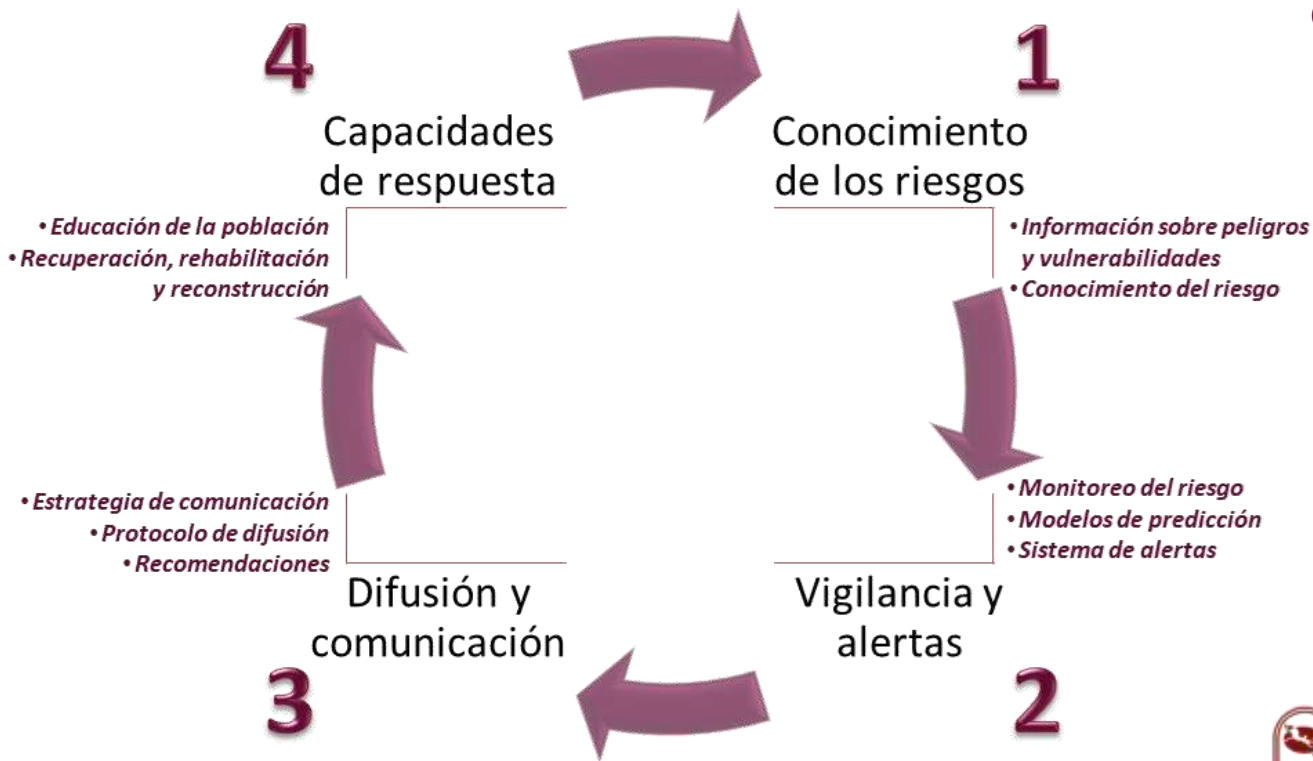 4
Capacidades
de respuesta
• Educación de la población
• Recuperación, rehabilitación
y reconstrucción
1
Conocimiento
de los riesgos
• Información sobre peligros
y vulnerabilidades
• Conocimiento del riesgo
• Estrategia de comunicación
• Protocolo de difusión
• Recomendaciones
Difusión y
comunicación
3
• Monitoreo del riesgo
• Modelos de predicción
• Sistema de alertas
Vigilancia y
alertas
2